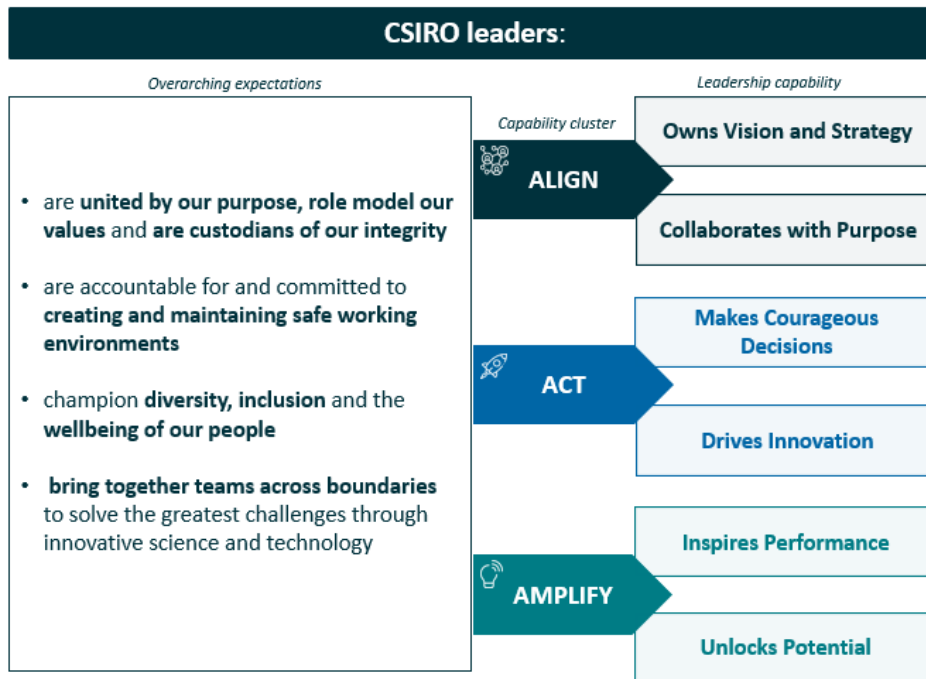 CSIRO leaders:
Overarching expectations
• are united by our purpose, role model our
values and are custodians of our integrity
• are accountable for and committed to
creating and maintaining safe working
environments
• champion diversity, inclusion and the
wellbeing of our people
• bring together teams across boundaries
to solve the greatest challenges through
innovative science and technology
Capability cluster
Leadership capability
ALIGN
Owns Vision and Strategy
Collaborates with Purpose
ACT
Makes Courageous
Decisions
Drives Innovation
AMPLIFY
Inspires Performance
Unlocks Potential